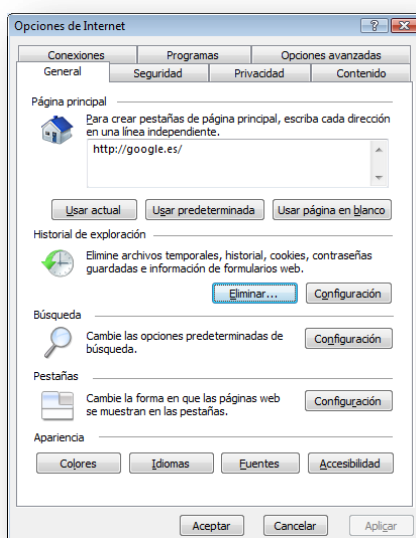 Opciones de Internet
Conexiones Programas Opciones avanzadas
General Seguridad Privacidad Contenido
Página principal
Para crear pestañas de página principal, escriba cada dirección
en una línea independiente.
http://google.es/
Usar actual Usar predeterminada Usar página en blanco
Historial de exploración
Elimine archivos temporales, historial, cookies, contraseñas
guardadas e información de formularios web.
Eliminar... Configuración
Búsqueda
Cambie las opciones predeterminadas de
búsqueda.
Configuración
Pestañas
Cambie la forma en que las páginas web
se muestran en las pestañas.
Configuración
Apariencia
Colores Idiomas Fuentes Accesibilidad
Aceptar Cancelar Aplicar